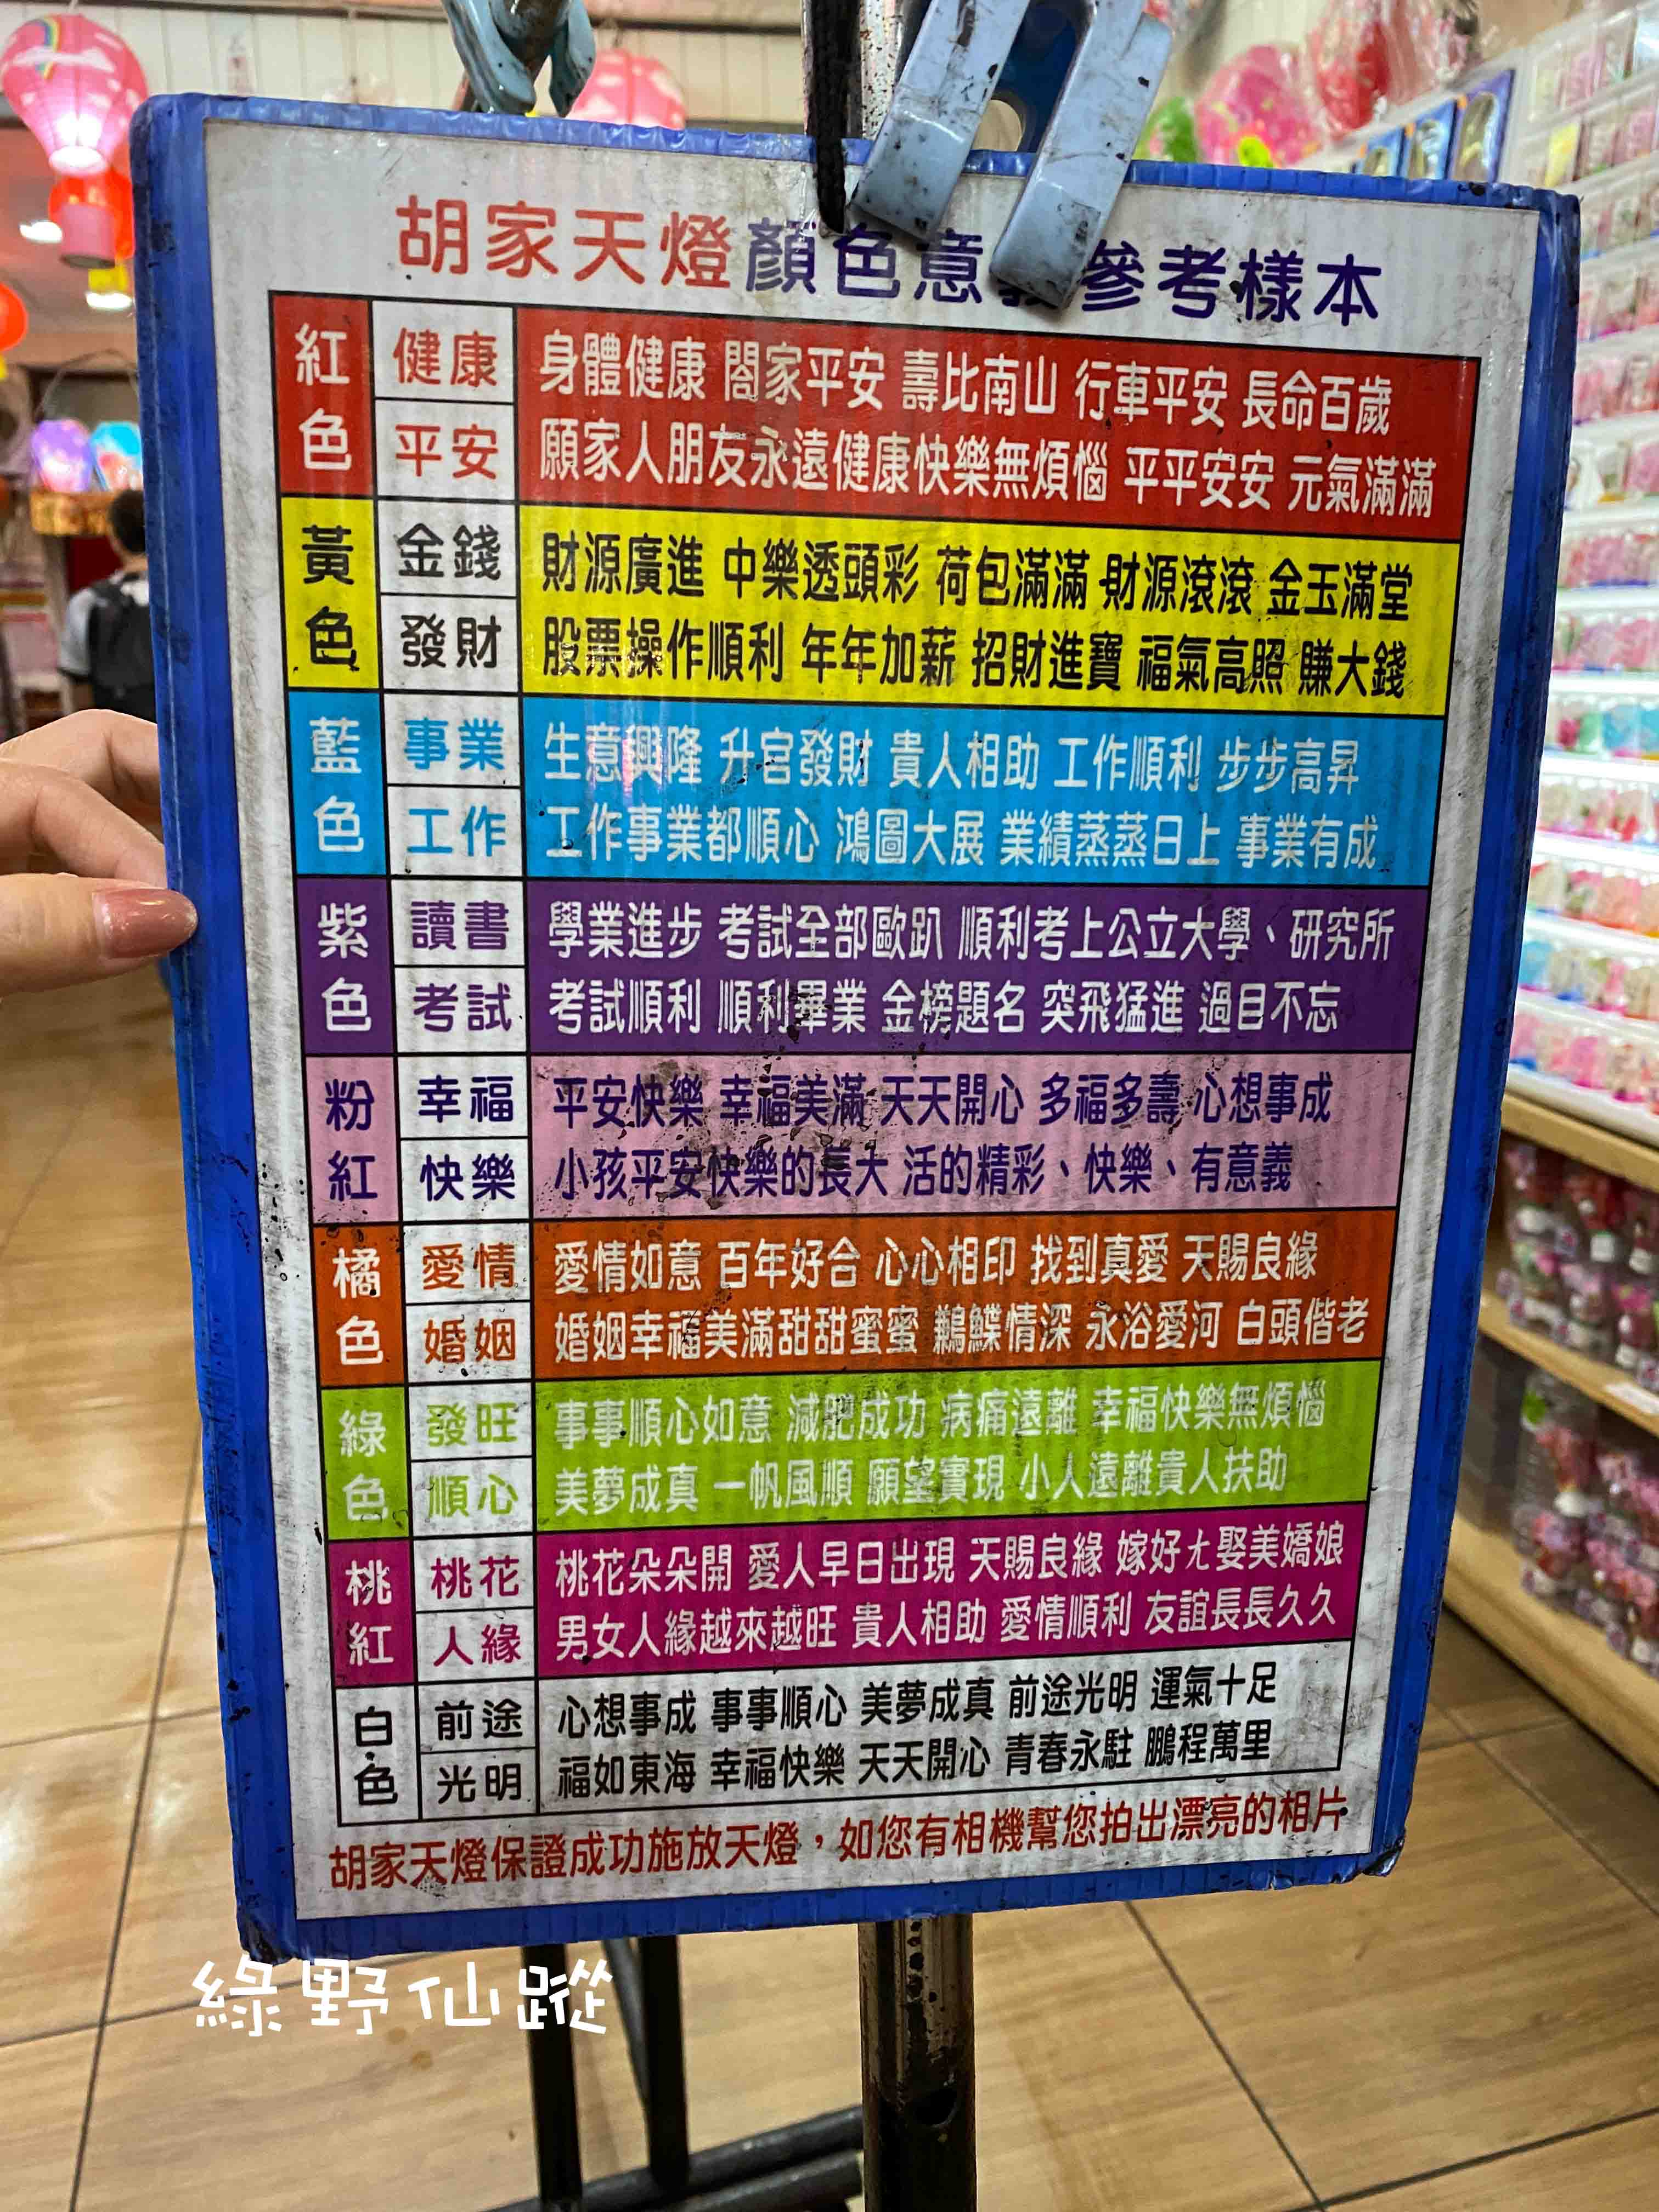 胡家天燈顏色意義參考樣本
紅色
健康
平安
身體健康 閤家平安 壽比南山 行車平安 長命百歲
願家人朋友永遠健康快樂無煩惱 平平安安 元氣滿滿
黃色
金錢
發財
財源廣進 中樂透頭彩 荷包滿滿 財源滾滾 金玉滿堂
股票操作順利 年年加薪 招財進寶 福氣高照 賺大錢
藍色
事業
工作
生意興隆 升官發財 貴人相助 工作順利 步步高昇
工作事業都順心 鴻圖大展 業績蒸蒸日上 事業有成
紫色
讀書
考試
學業進步 考試全部歐趴 順利考上公立大學、研究所
考試順利 順利畢業 金榜題名 突飛猛進 過目不忘
粉紅
幸福
快樂
平安快樂 幸福美滿 天天開心 多福多壽 心想事成
小孩平安快樂的長大 活的精彩、快樂、有意義
橘色
愛情
婚姻
愛情如意 百年好合 心心相印 找到真愛 天賜良緣
婚姻幸福美滿甜甜蜜蜜 鶼鰈情深 永浴愛河 白頭偕老
綠色
發旺
順心
事事順心如意 減肥成功 病痛遠離 幸福快樂無煩惱
美夢成真 一帆風順 願望實現 小人遠離貴人扶助
桃紅
桃花
人緣
桃花朵朵開 愛人早日出現 天賜良緣 嫁好ㄤ娶美嬌娘
男女人緣越來越旺 貴人相助 愛情順利 友誼長長久久
白色
前途
光明
心想事成 事事順心 美夢成真 前途光明 運氣十足
福如東海 幸福快樂 天天開心 青春永駐 鵬程萬里
胡家天燈保證成功施放天燈，如您有相機幫您拍出漂亮的相片
綠野仙蹤